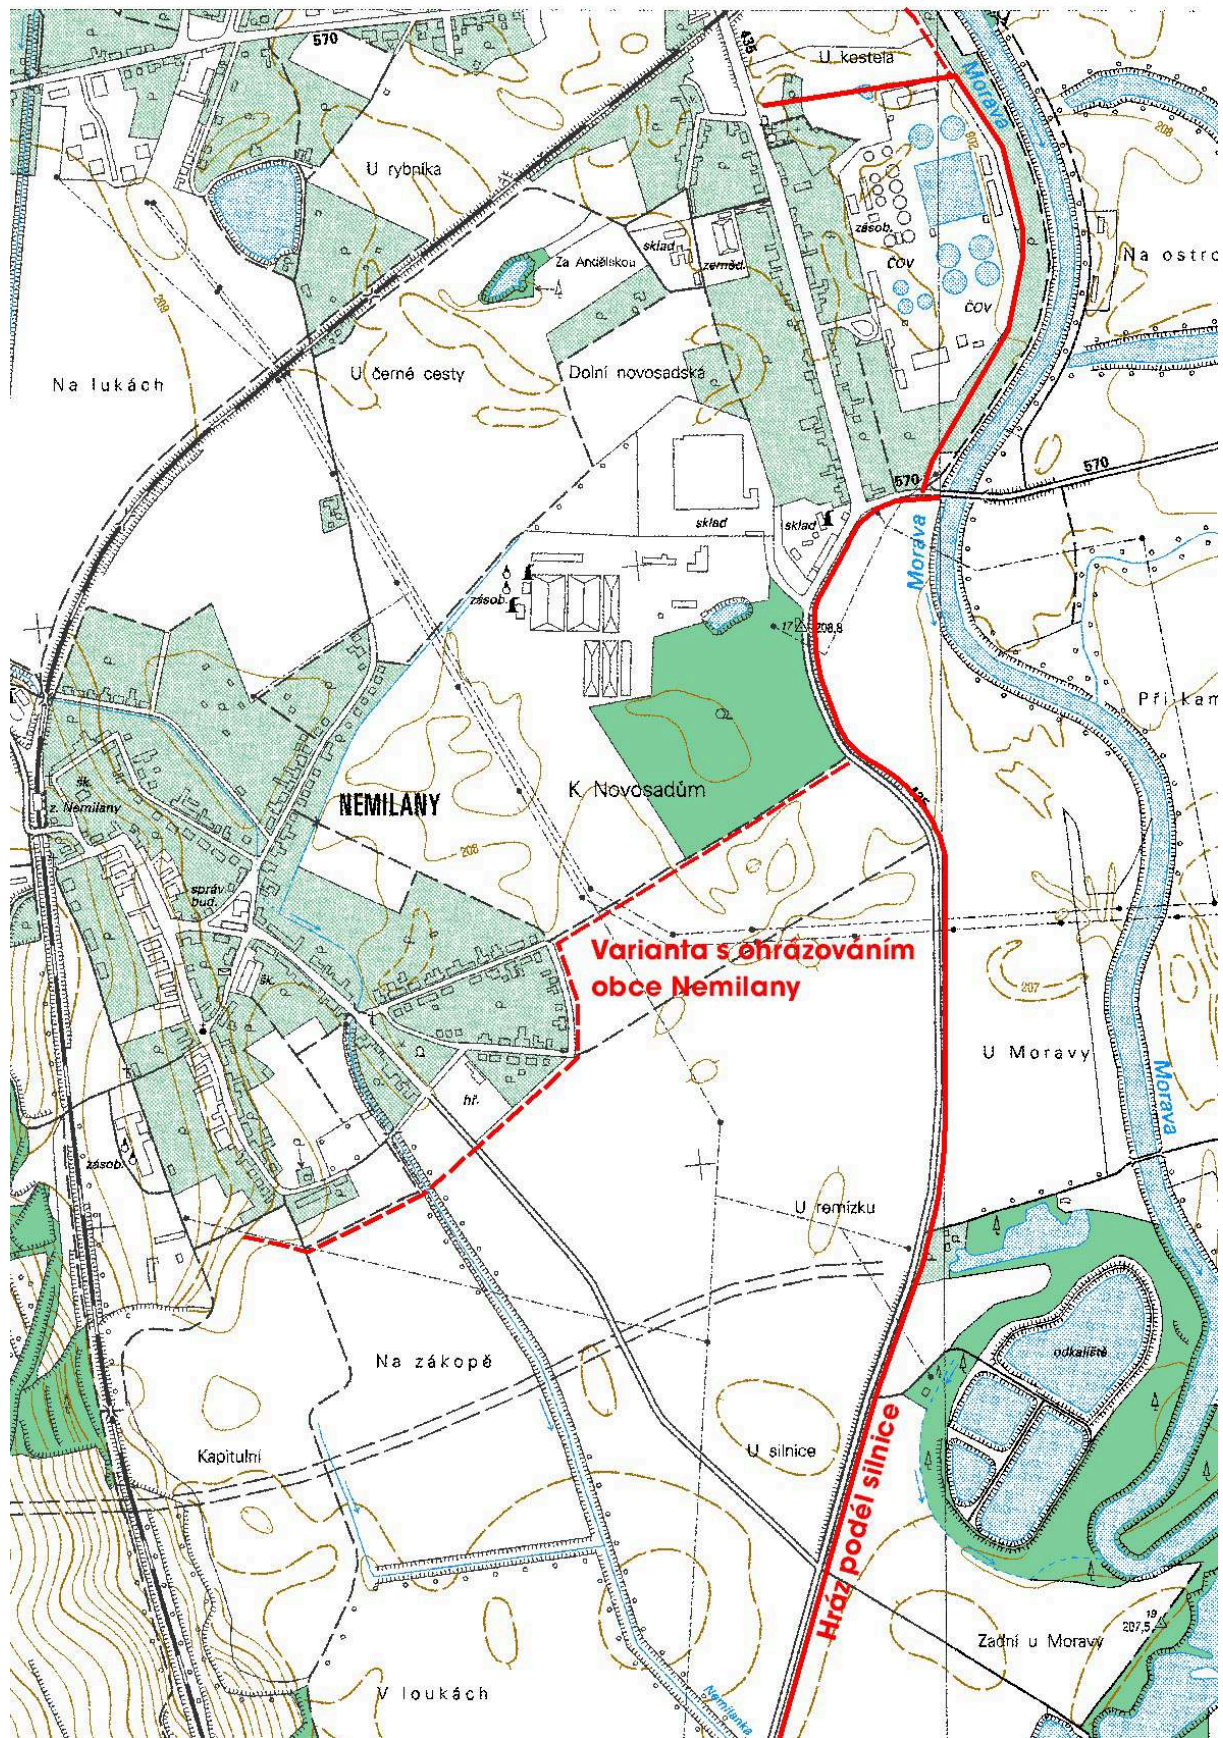 570
435
U kostela
Morava
208
208
U rybníka
sklad
zeměd.
zásob.
ČOV
ČOV
Na ostro
Za Andělskou
209
Na lukách
U černé cesty
Dolní novosadská
570
570
sklad
sklad
Morava
zásob.
17 208,8
Při kam
šk.
z. Nemilany
NEMILANY
K Novosadům
435
208
správ.
bud.
Varianta s ohrázováním
obce Nemilany
šk.
207
U Moravy
hř.
Morava
zásob.
U remízku
Na zákopě
odkaliště
Kapitulní
U silnice
Hráz podél silnice
19
207,5
Zadní u Moravy
V loukách
Nemilanka